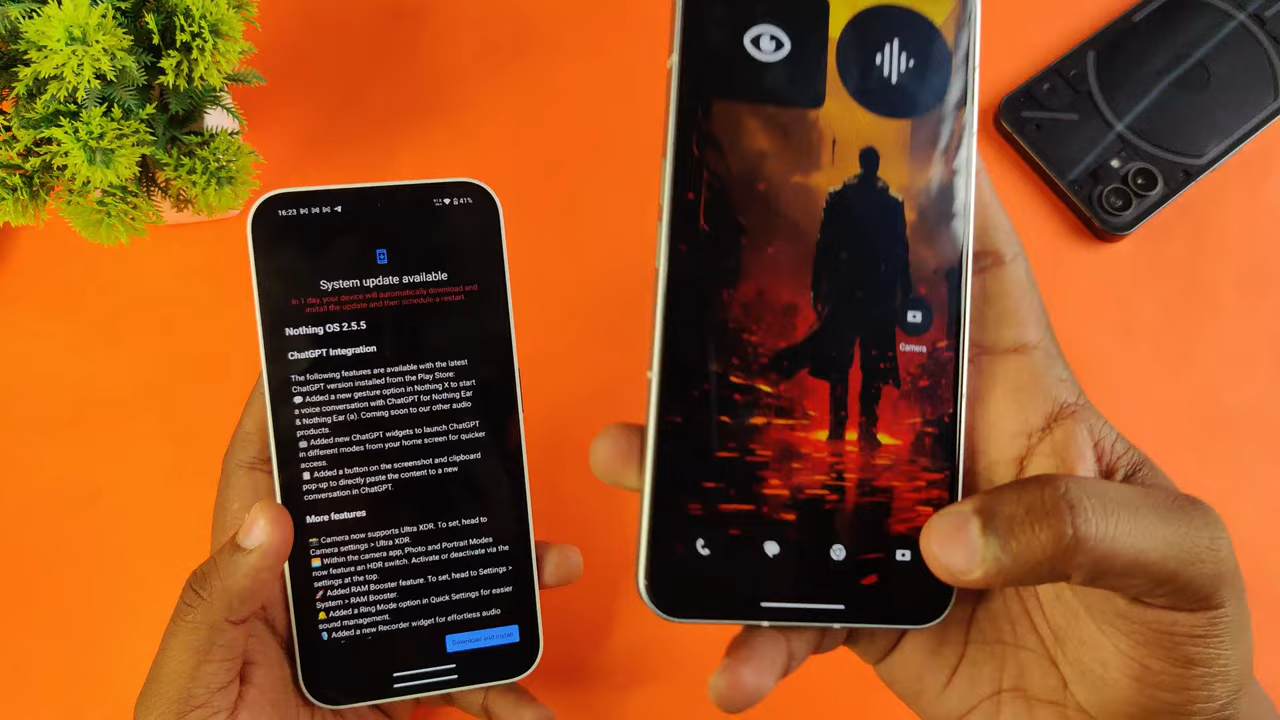 16:23
41%
System update available
In 1 day, your device will automatically download and
install the update and then schedule a restart
Nothing OS 2.5.5
ChatGPT Integration
The following features are available with the latest
ChatGPT version installed from the Play Store:
💬 Added a new gesture option in Nothing X to start
a voice conversation with ChatGPT for Nothing Ear
& Nothing Ear (a). Coming soon to our other audio
products.
🤖 Added new ChatGPT widgets to launch ChatGPT
in different modes from your home screen for quicker
access.
📋 Added a button on the screenshot and clipboard
pop-up to directly paste the content to a new
conversation in ChatGPT.
More features
📸 Camera now supports Ultra XDR. To set, head to
Camera settings > Ultra XDR.
🌈 Within the camera app, Photo and Portrait Modes
now feature an HDR switch. Activate or deactivate via the
settings at the top.
🚀 Added RAM Booster feature. To set, head to Settings >
System > RAM Booster.
🔔 Added a Ring Mode option in Quick Settings for easier
sound management.
🎙️ Added a new Recorder widget for effortless audio
Download and install
Camera